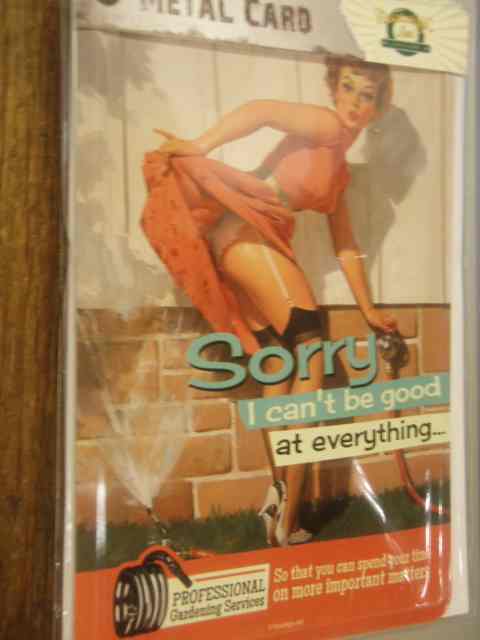 METAL CARD
Sorry
I can't be good
at everything...
PROFESSIONAL
Gardening Services
So that you can spend your time
on more important matters